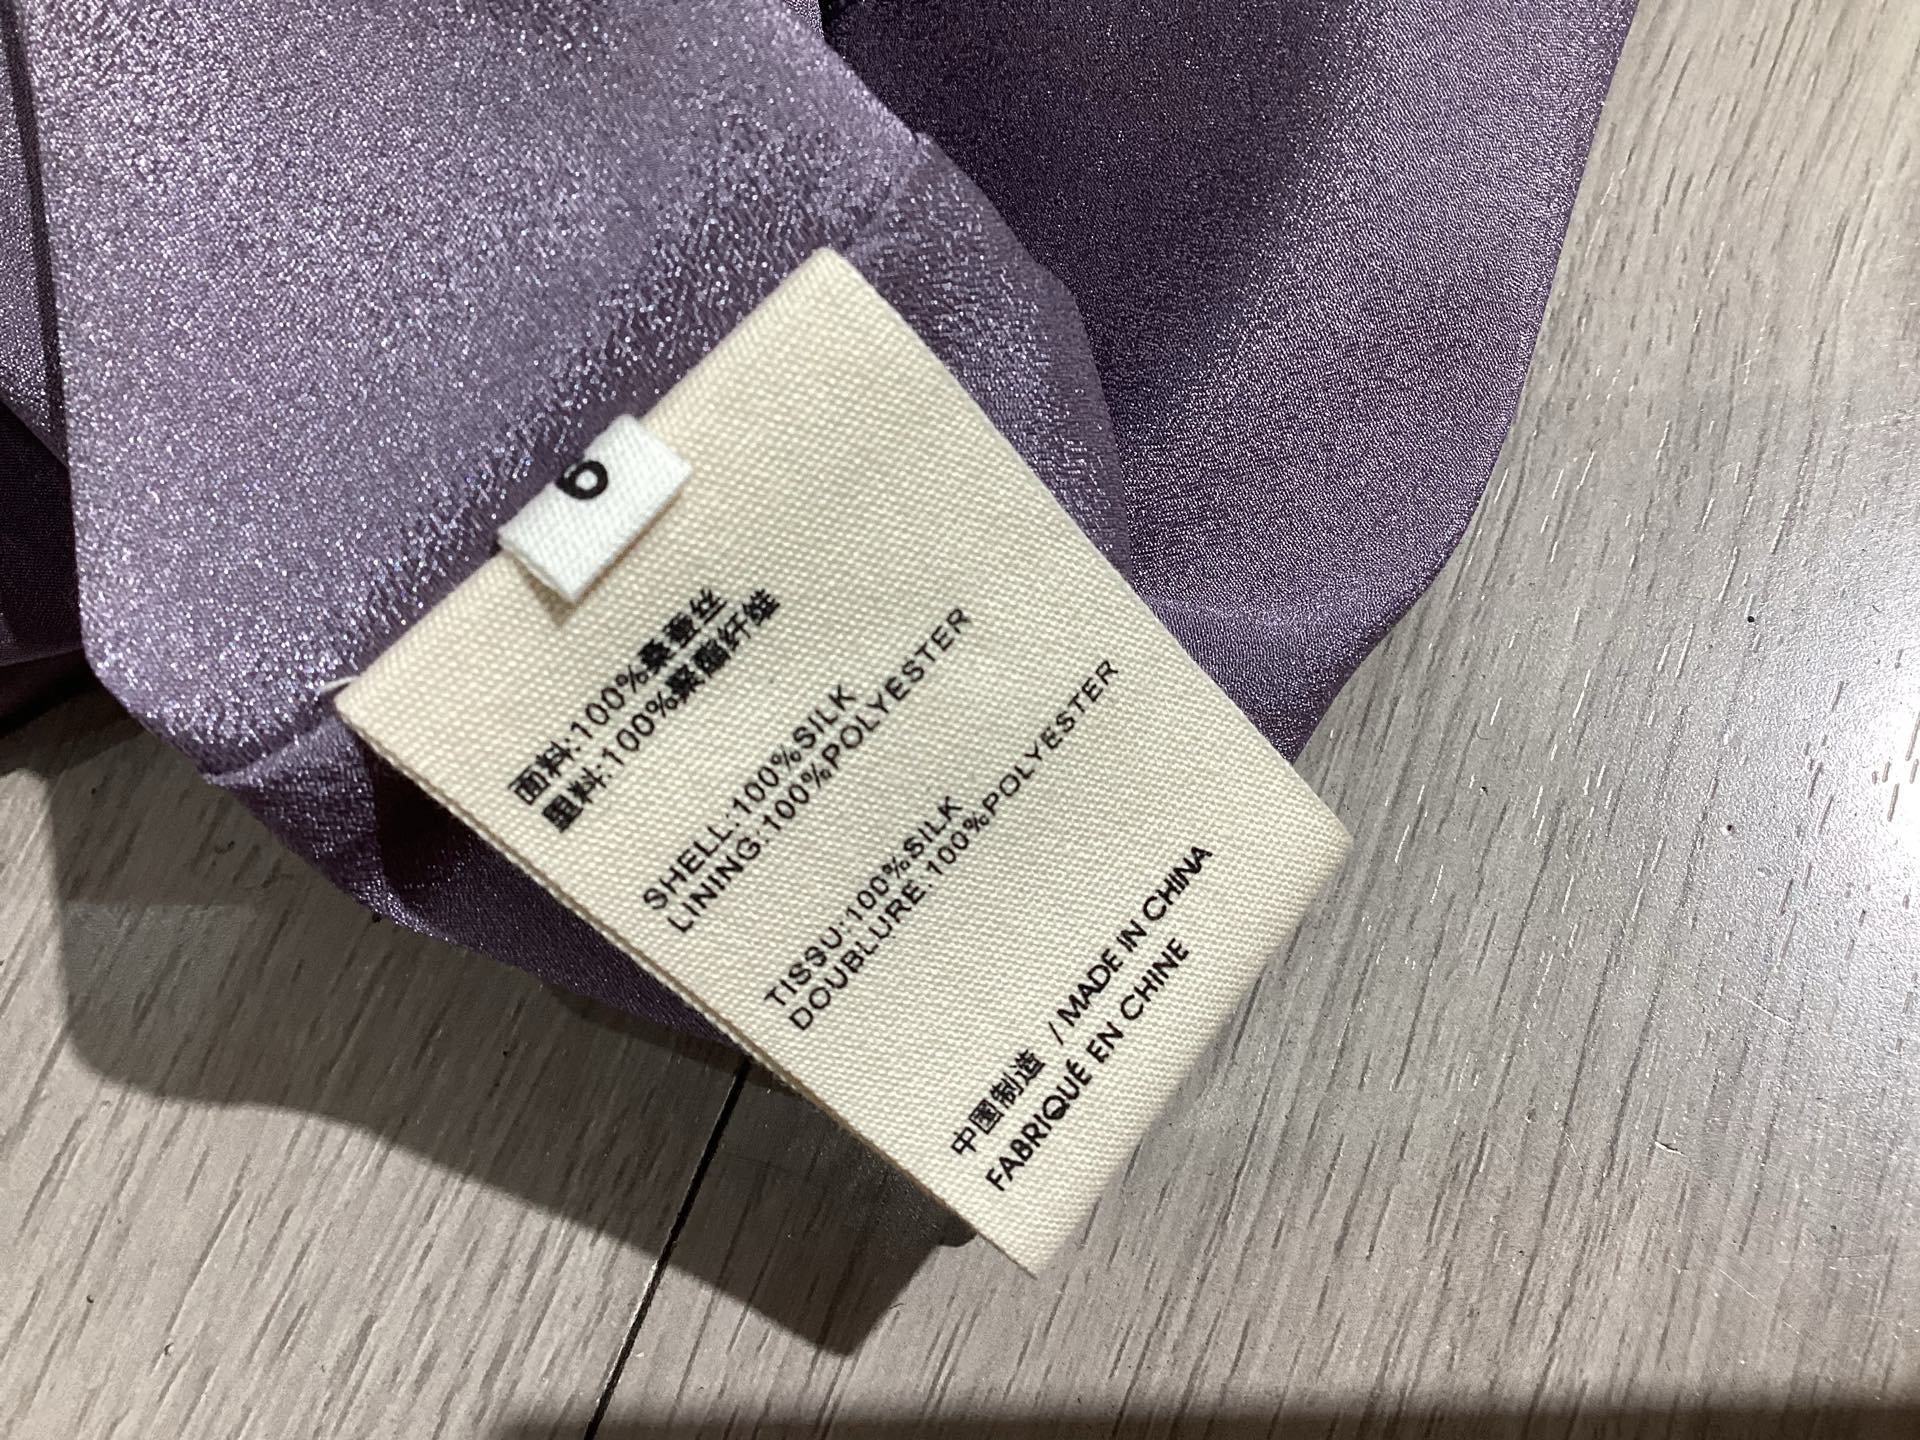 6
面料:100%桑蚕丝
里料:100%聚酯纤维
SHELL:100%SILK
LINING:100%POLYESTER
TISSU:100%SILK
DOUBLURE:100%POLYESTER
中国制造 / MADE IN CHINA
FABRIQUÉ EN CHINE